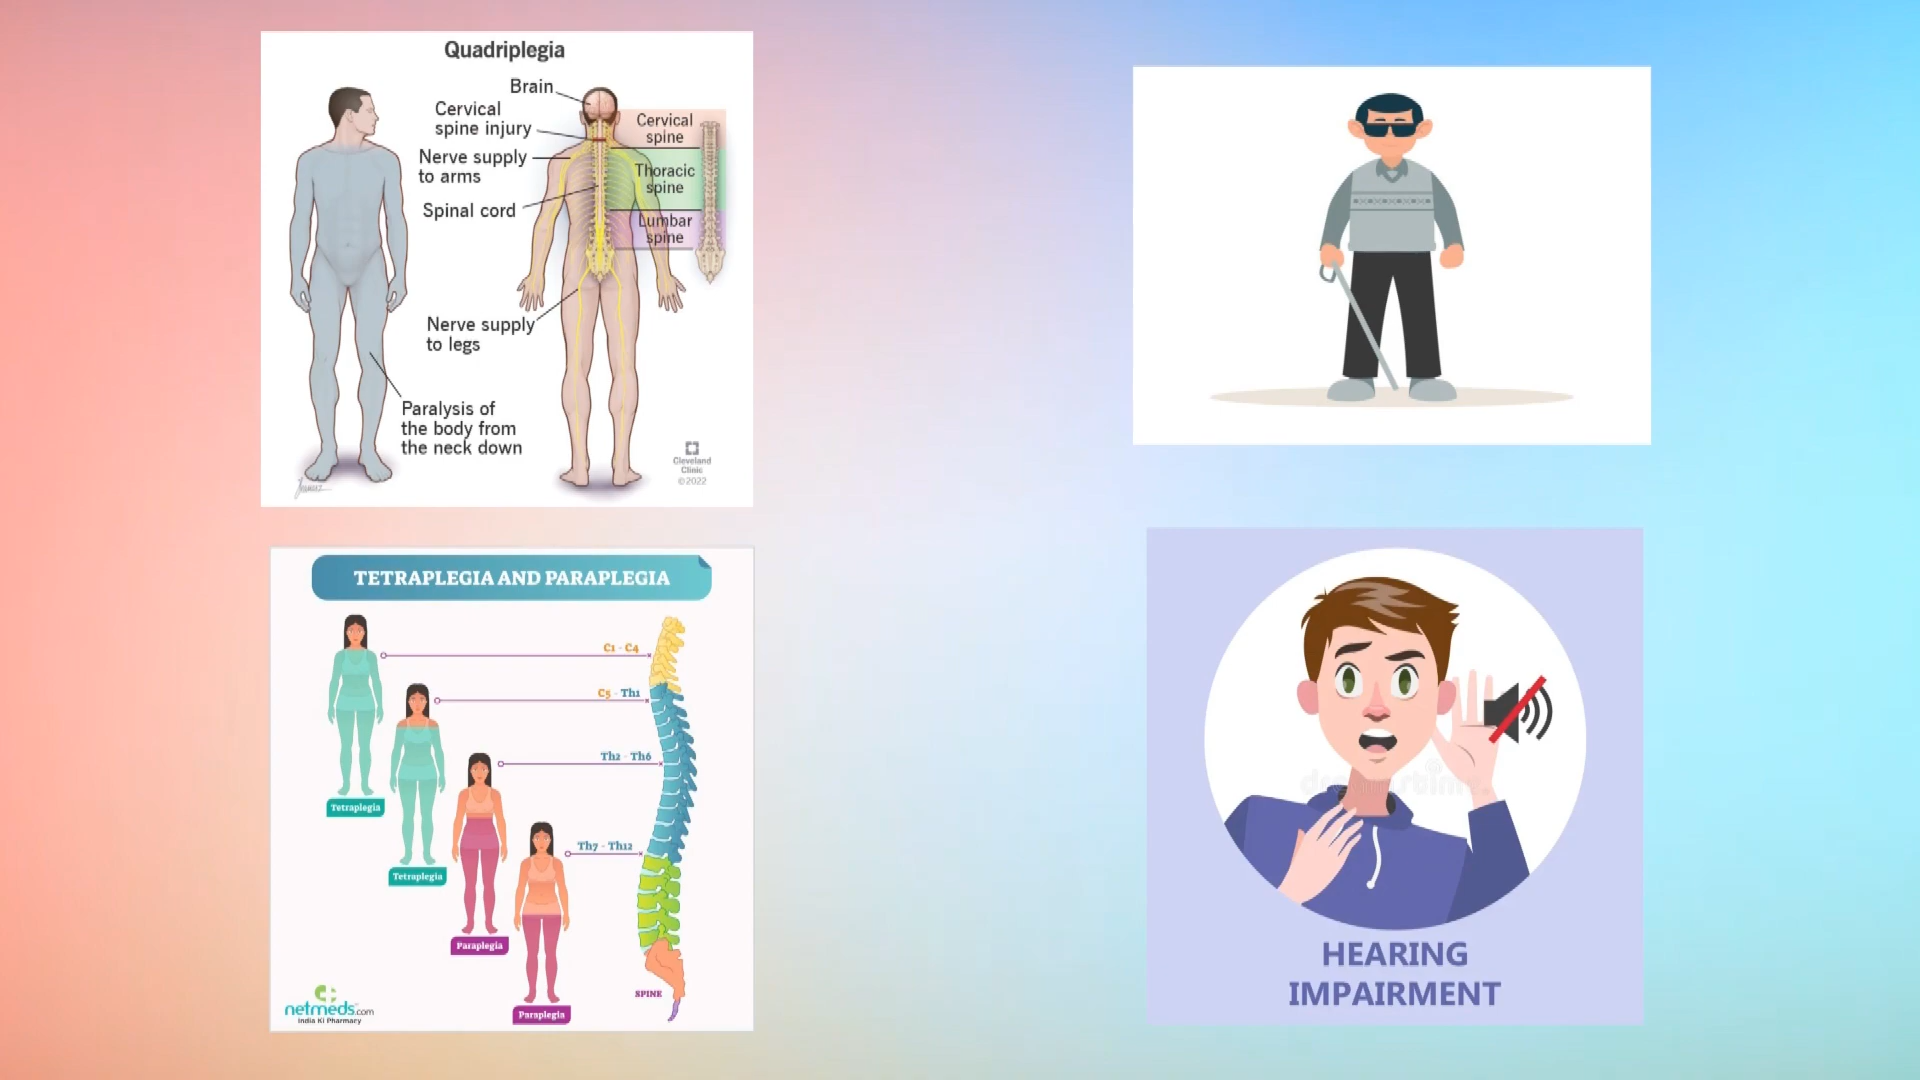 Quadriplegia
Brain
Cervical
spine injury
Nerve supply
to arms
Spinal cord
Nerve supply
to legs
Paralysis of
the body from
the neck down
Cervical
spine
Thoracic
spine
Lumbar
spine
Cleveland
Clinic
©2022
TETRAPLEGIA AND PARAPLEGIA
C1 - C4
C5 - Th1
Th2 - Th6
Th7 - Th12
Tetraplegia
Tetraplegia
Paraplegia
Paraplegia
SPINE
netmeds.com
India Ki Pharmacy
HEARING
IMPAIRMENT